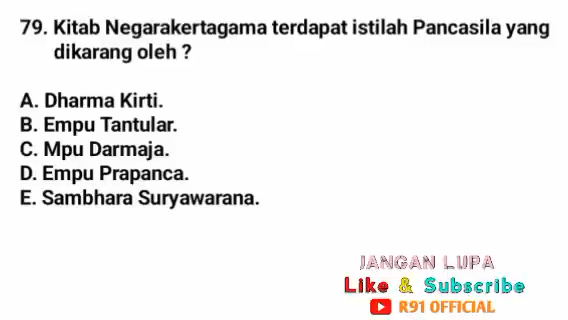 79. Kitab Negarakertagama terdapat istilah Pancasila yang
dikarang oleh ?
A. Dharma Kirti.
B. Empu Tantular.
C. Mpu Darmaja.
D. Empu Prapanca.
E. Sambhara Suryawarana.
JANGAN LUPA
Like & Subscribe
R91 OFFICIAL